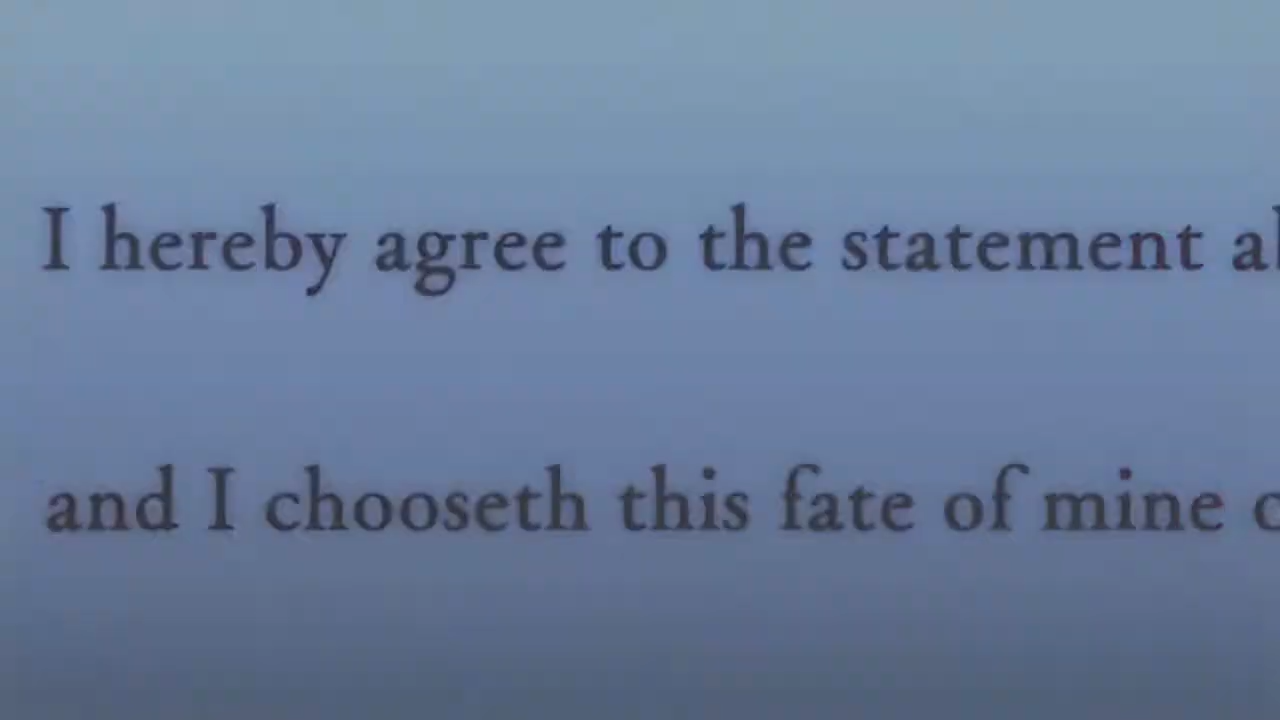 I hereby agree to the statement
and I chooseth this fate of mine